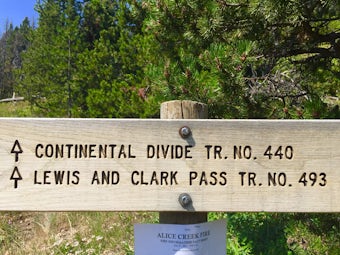 CONTINENTAL DIVIDE TR. NO. 440
LEWIS AND CLARK PASS TR. NO. 493
ALICE CREEK FIRE